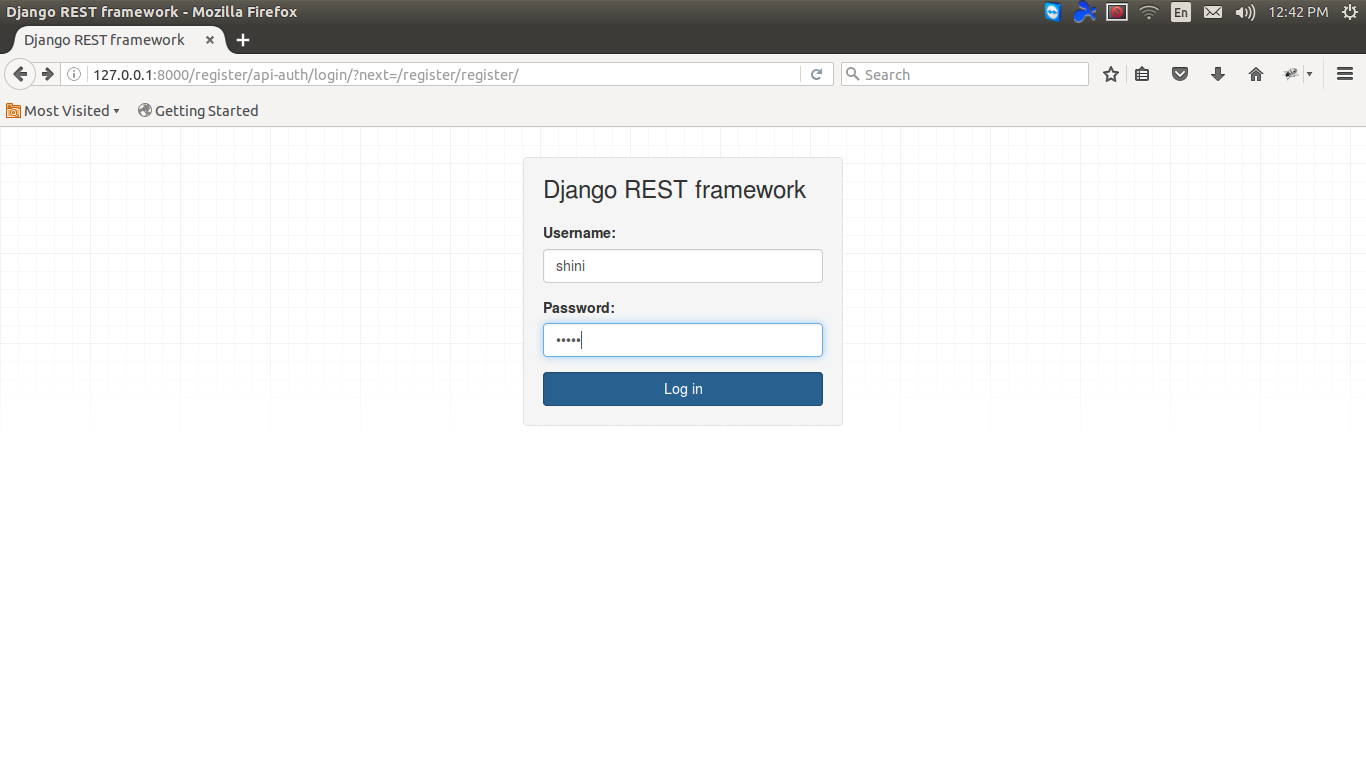 Django REST framework - Mozilla Firefox
En
12:42 PM
Django REST framework
127.0.0.1:8000/register/api-auth/login/?next=/register/register/
Search
Most Visited
Getting Started
Django REST framework
Username:
shini
Password:
•••••
Log in